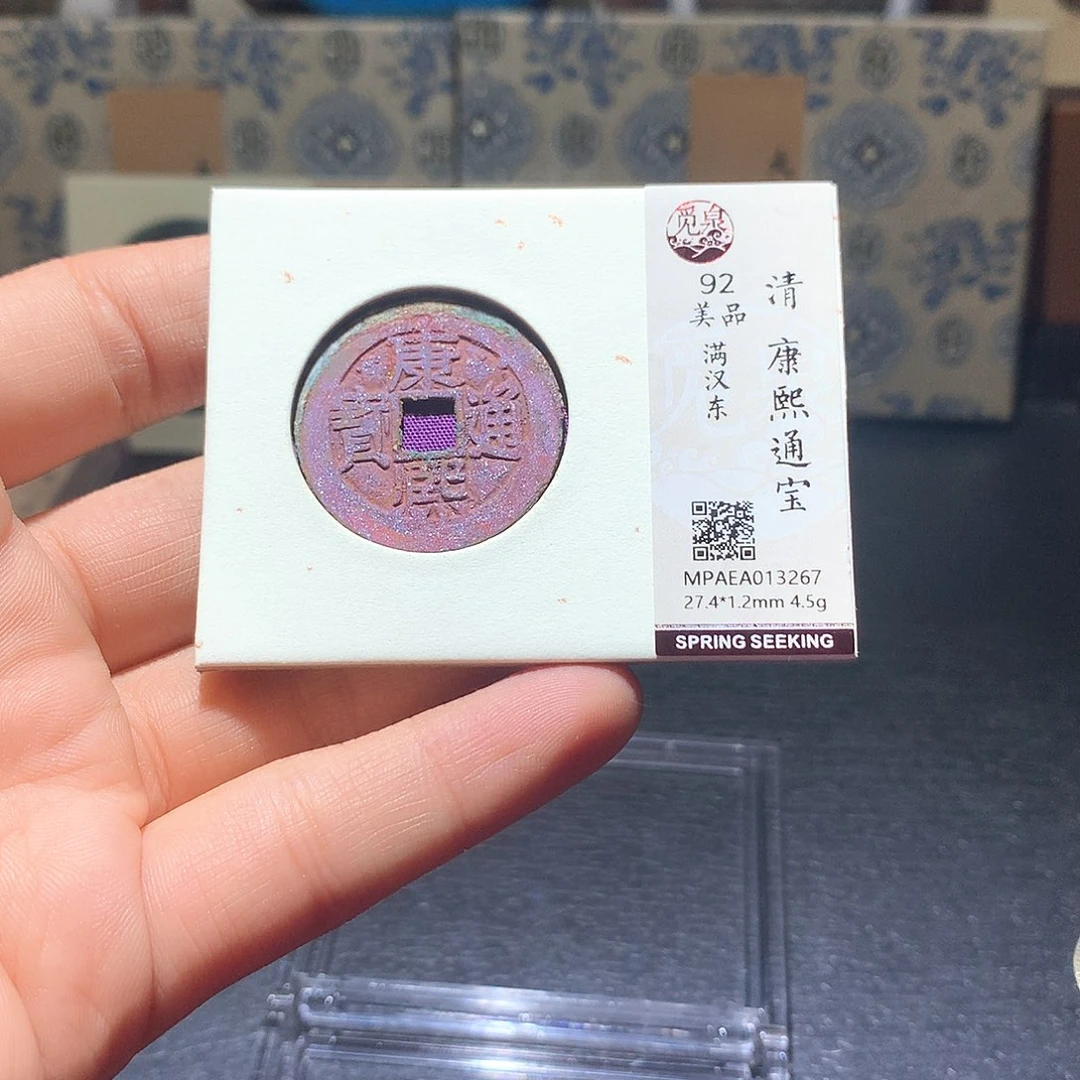 康熙通寶
觅泉
92
美品
满汉东
清 康熙通宝
MPAEA013267
27.4*1.2mm 4.5g
SPRING SEEKING